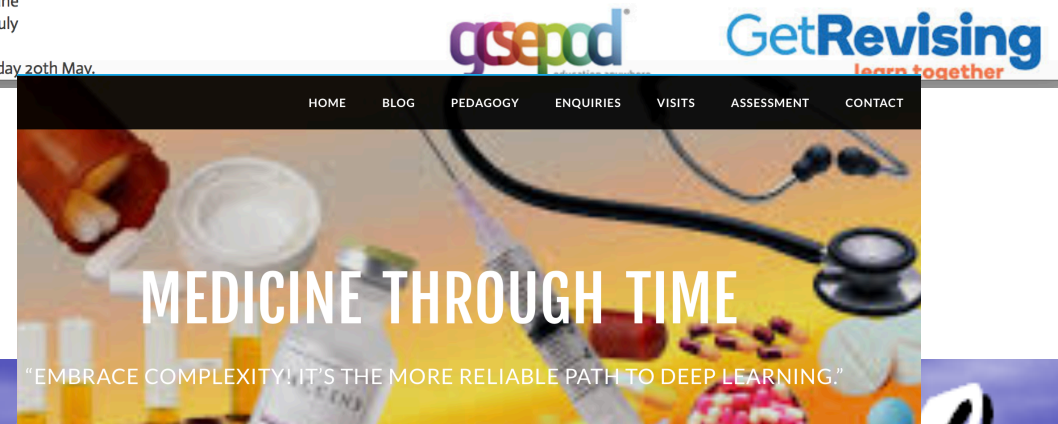 uly
day 20th May.
gcsepod
GetRevising
learn together
HOME BLOG PEDAGOGY ENQUIRIES VISITS ASSESSMENT CONTACT
MEDICINE THROUGH TIME
“EMBRACE COMPLEXITY! IT’S THE MORE RELIABLE PATH TO DEEP LEARNING.”